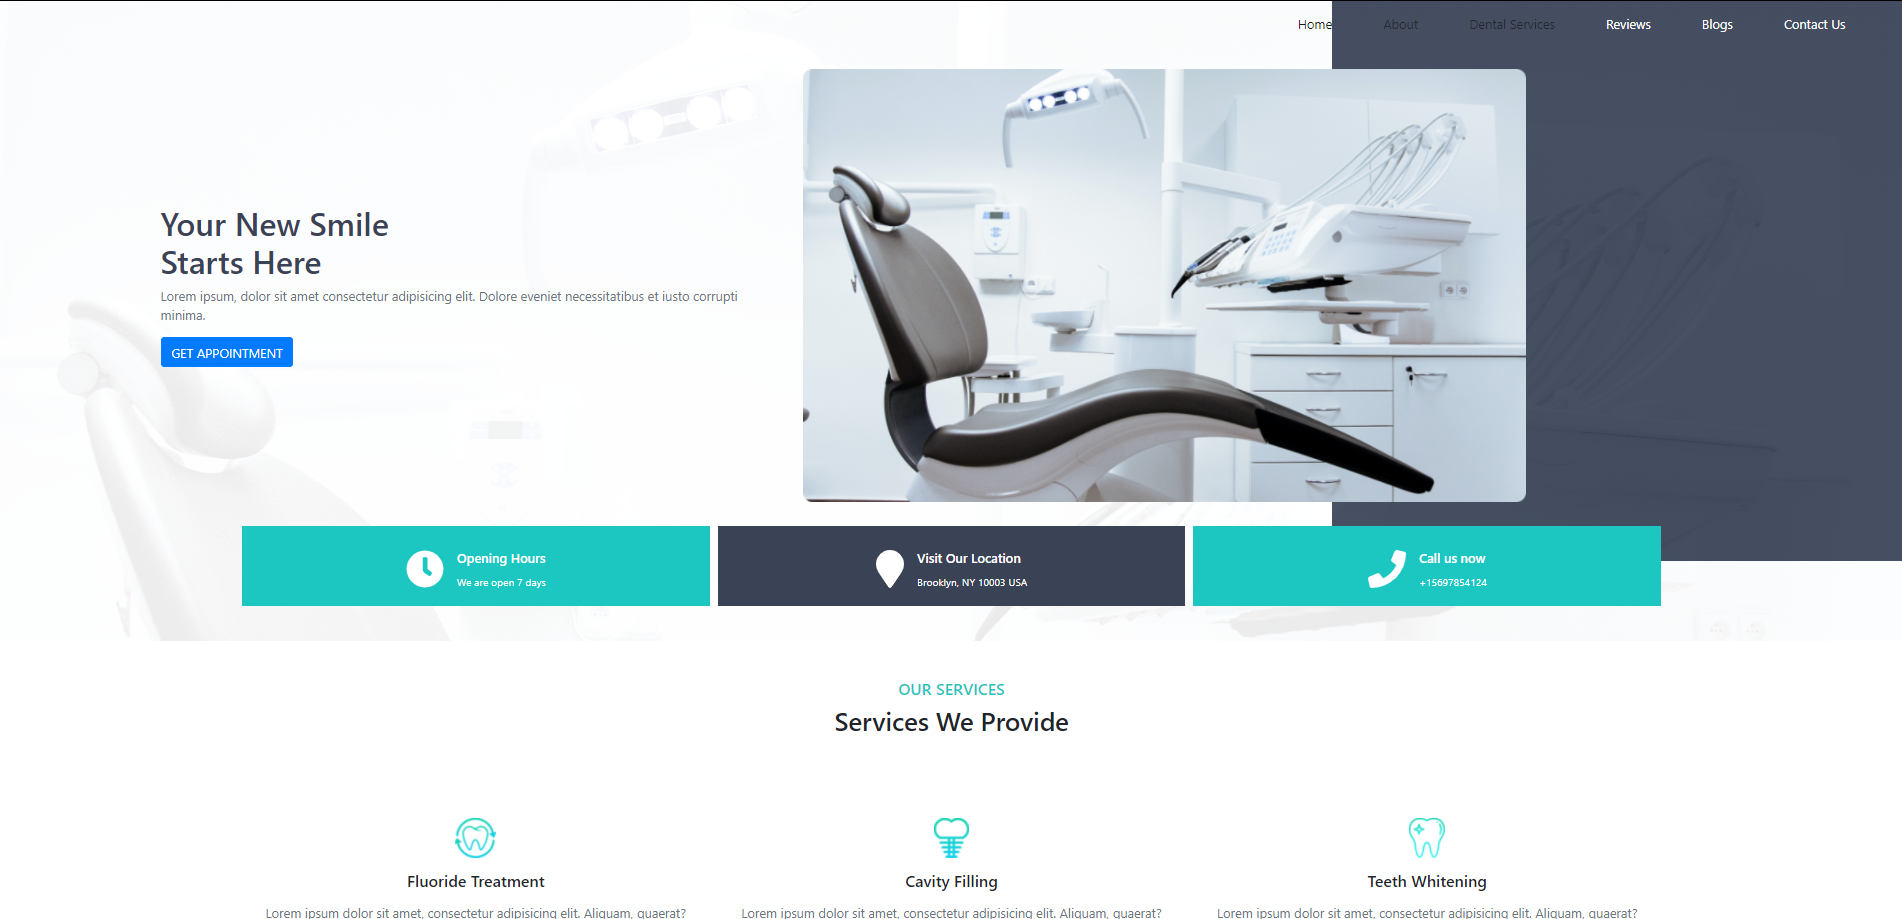 Home About Dental Services Reviews Blogs Contact Us
Your New Smile
Starts Here
Lorem ipsum, dolor sit amet consectetur adipisicing elit. Dolore eveniet necessitatibus et iusto corrupti
minima.
GET APPOINTMENT
Opening Hours
We are open 7 days
Visit Our Location
Brooklyn, NY 10003 USA
Call us now
+15697854124
OUR SERVICES
Services We Provide
Fluoride Treatment
Lorem ipsum dolor sit amet, consectetur adipisicing elit. Aliquam, quaerat?
Cavity Filling
Lorem ipsum dolor sit amet, consectetur adipisicing elit. Aliquam, quaerat?
Teeth Whitening
Lorem ipsum dolor sit amet, consectetur adipisicing elit. Aliquam, quaerat?